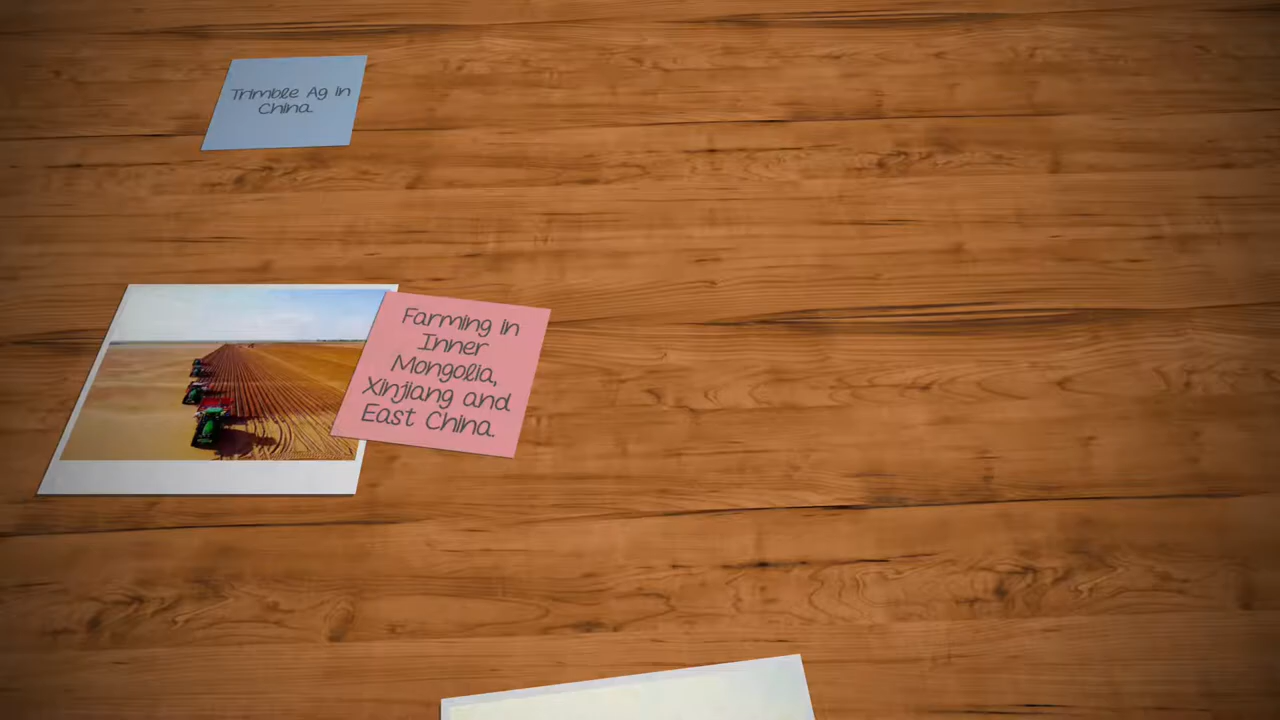 Trimble Ag in
China.
Farming in
Inner
Mongolia,
Xinjiang and
East China.